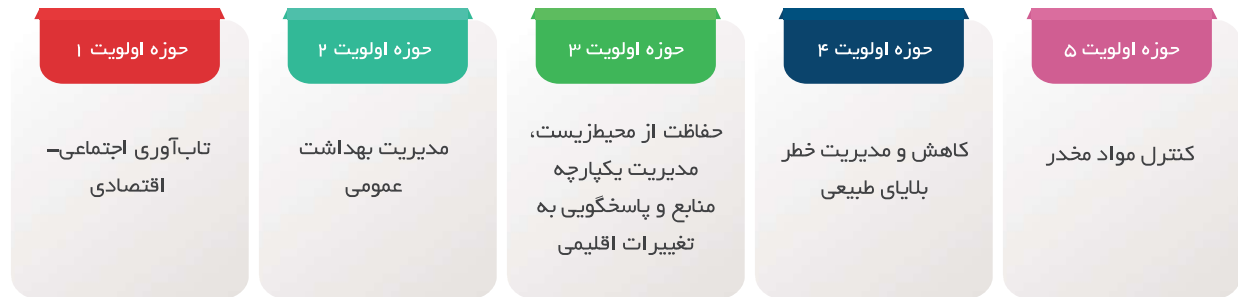 حوزه اولویت ۱
تاب‌آوری اجتماعی–
اقتصادی
حوزه اولویت ۲
مدیریت بهداشت
عمومی
حوزه اولویت ۳
حفاظت از محیط‌زیست،
مدیریت یکپارچه
منابع و پاسخگویی به
تغییرات اقلیمی
حوزه اولویت ۴
کاهش و مدیریت خطر
بلایای طبیعی
حوزه اولویت ۵
کنترل مواد مخدر